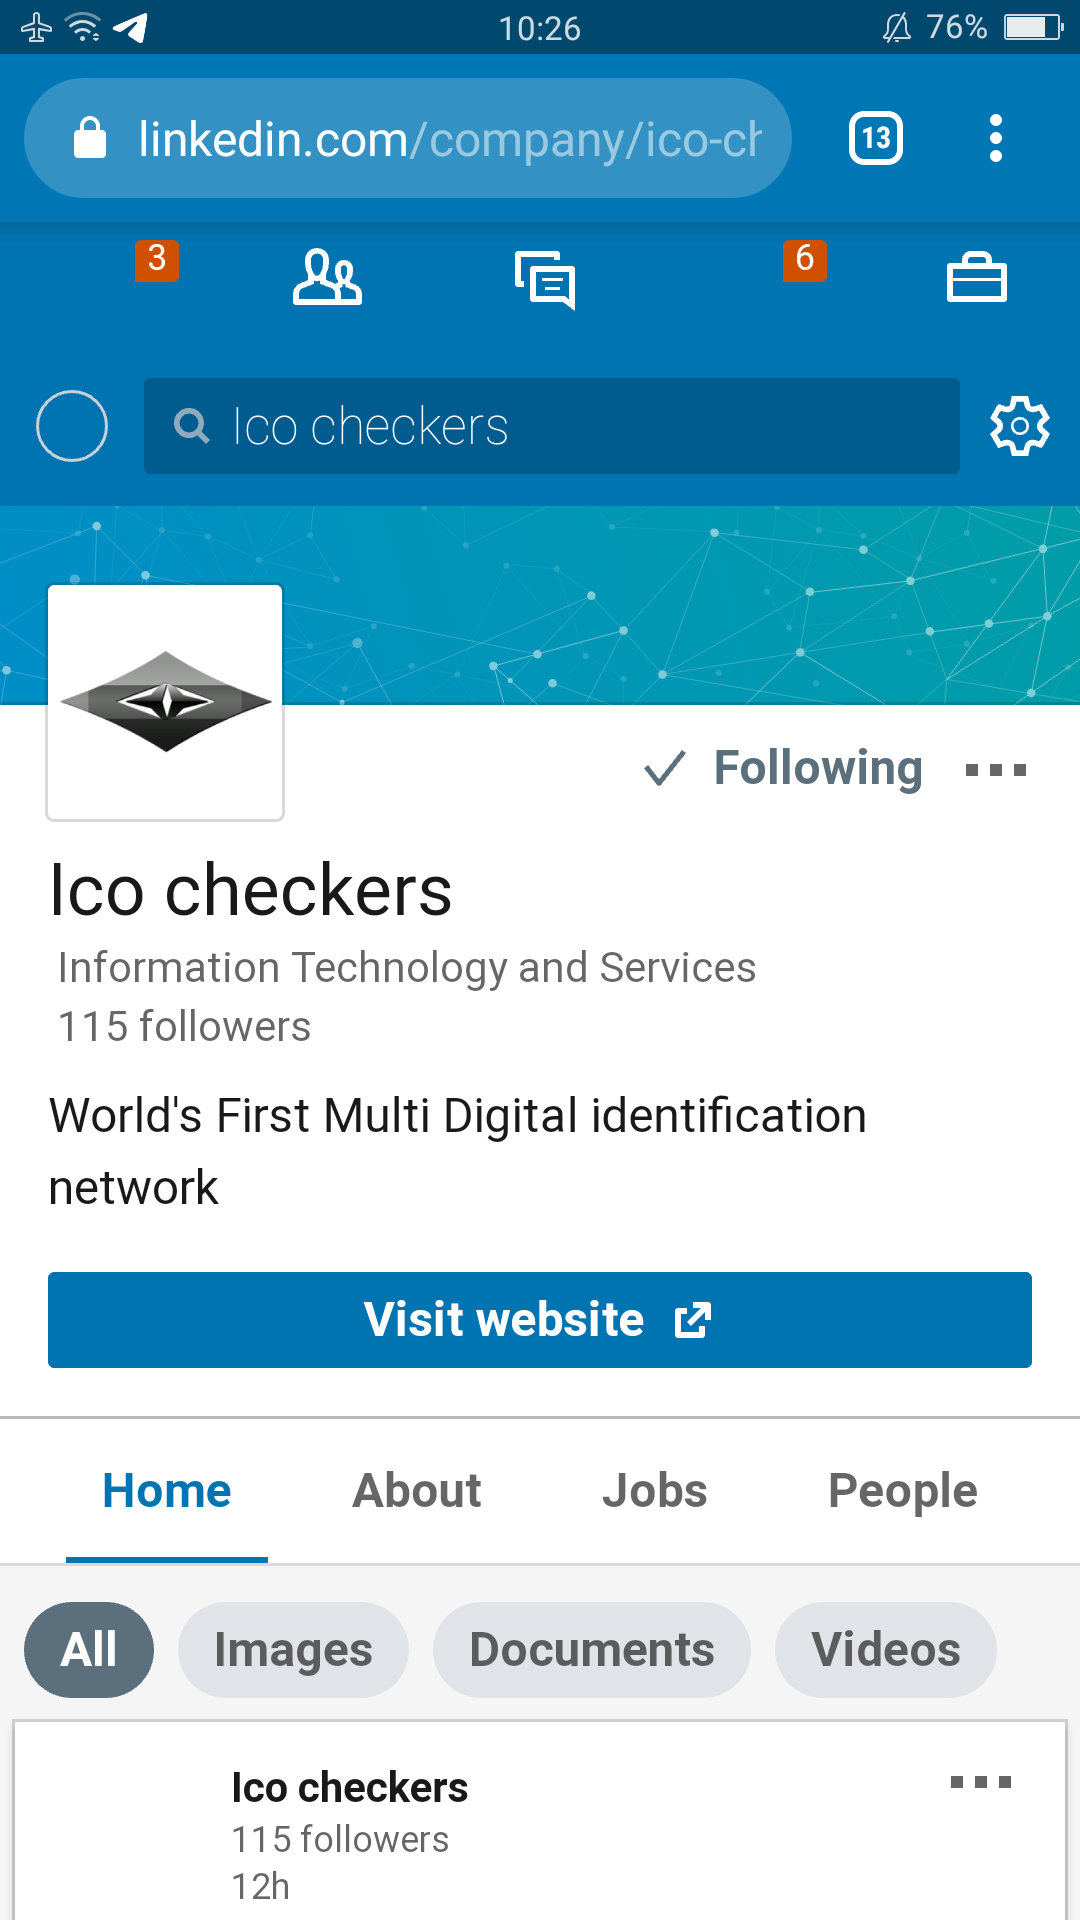 10:26
76%
linkedin.com/company/ico-ch
13
3
6
Ico checkers
Following
Ico checkers
Information Technology and Services
115 followers
World's First Multi Digital identification
network
Visit website
Home About Jobs People
All Images Documents Videos
Ico checkers
115 followers
12h